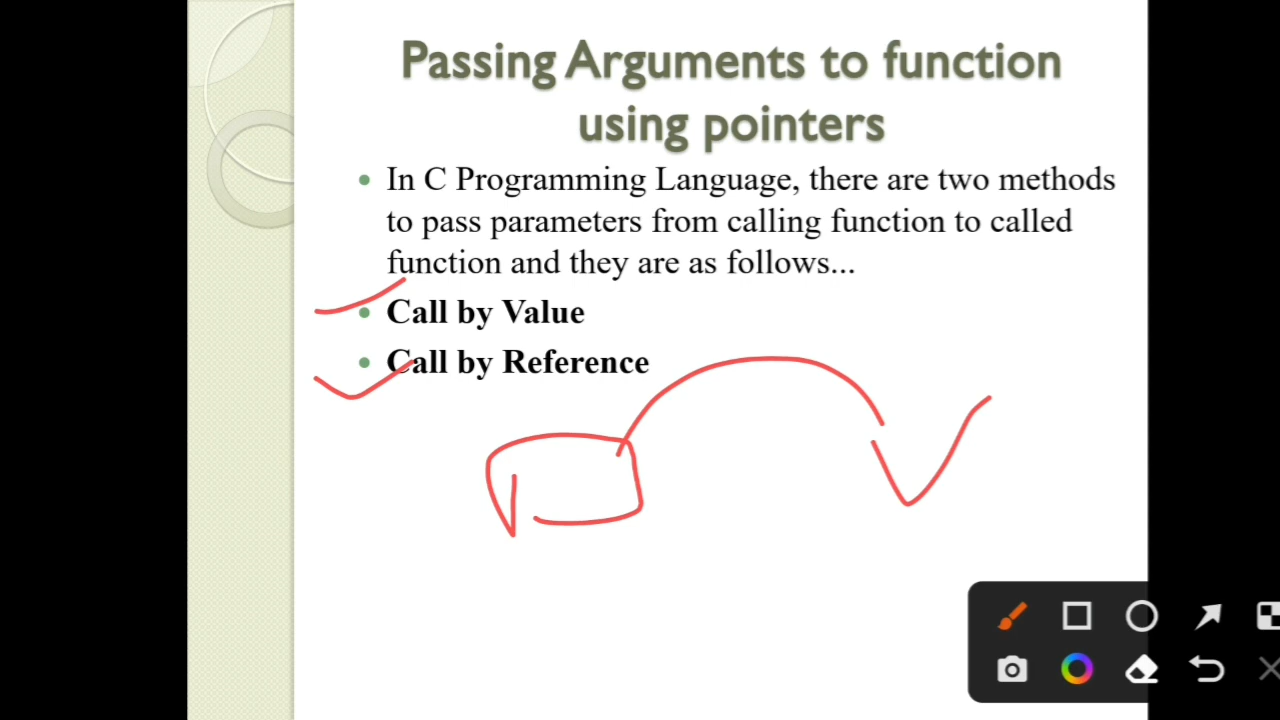 Passing Arguments to function
using pointers
In C Programming Language, there are two methods
to pass parameters from calling function to called
function and they are as follows...
Call by Value
Call by Reference